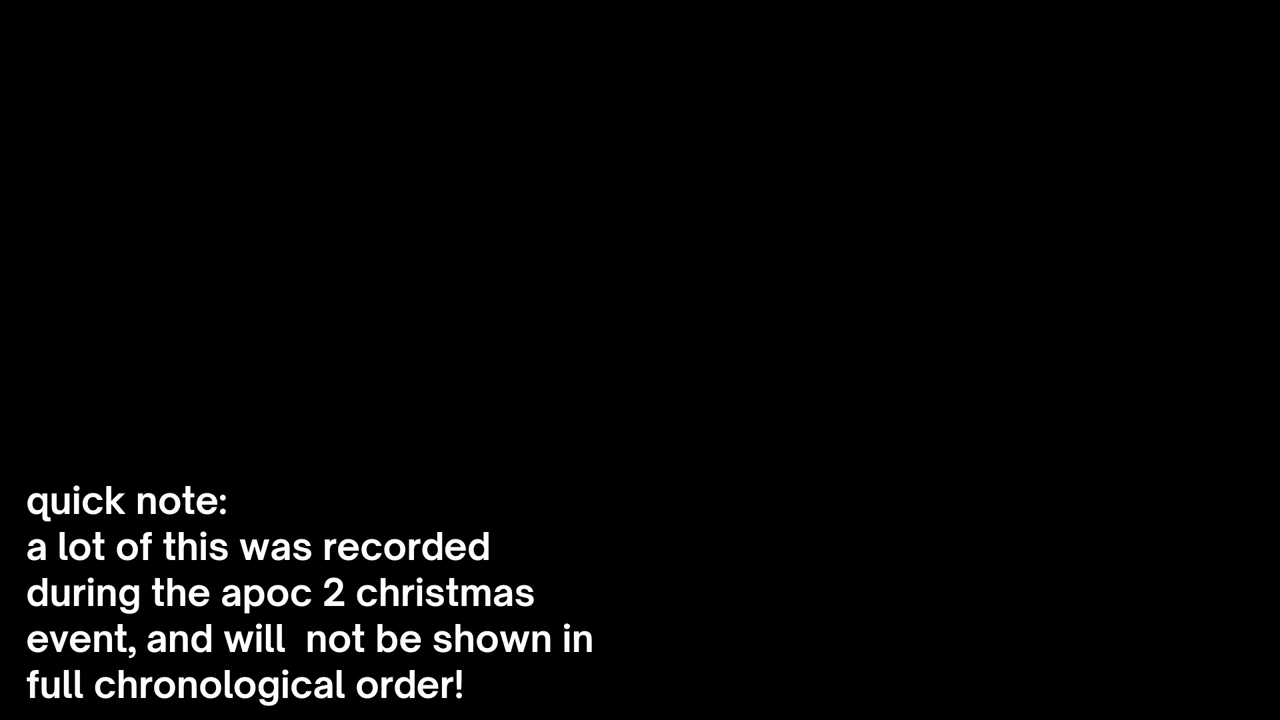 quick note:
a lot of this was recorded
during the apoc 2 christmas
event, and will  not be shown in
full chronological order!